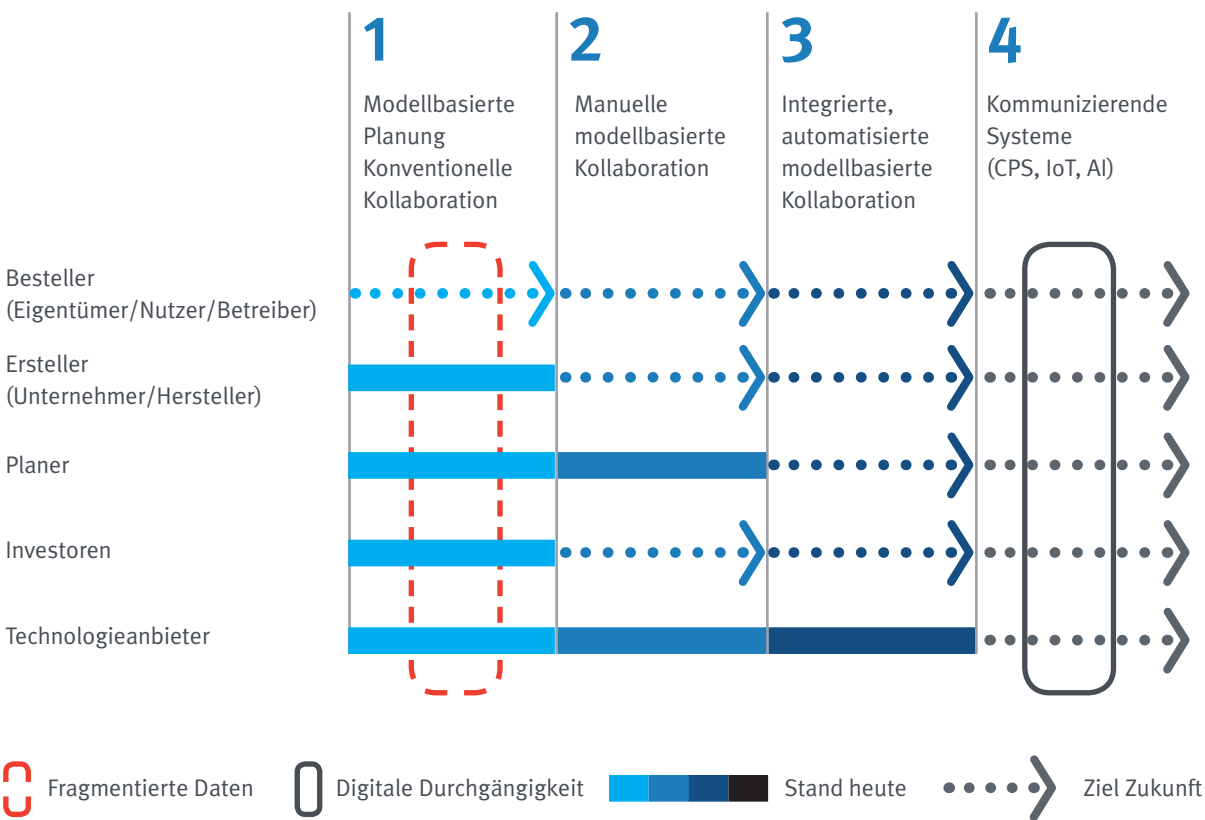 1
Modellbasierte
Planung
Konventionelle
Kollaboration
2
Manuelle
modellbasierte
Kollaboration
3
Integrierte,
automatisierte
modellbasierte
Kollaboration
4
Kommunizierende
Systeme
(CPS, IoT, AI)
Besteller
(Eigentümer/Nutzer/Betreiber)
Ersteller
(Unternehmer/Hersteller)
Planer
Investoren
Technologieanbieter
Fragmentierte Daten
Digitale Durchgängigkeit
Stand heute
Ziel Zukunft